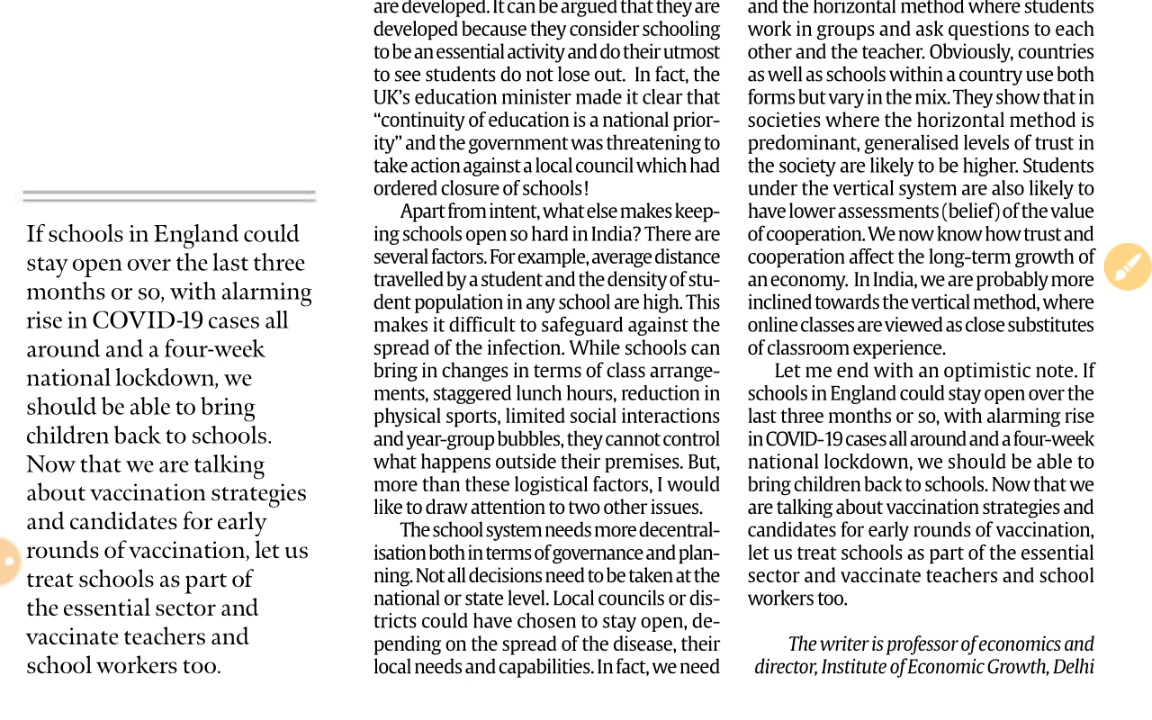 If schools in England could
stay open over the last three
months or so, with alarming
rise in COVID-19 cases all
around and a four-week
national lockdown, we
should be able to bring
children back to schools.
Now that we are talking
about vaccination strategies
and candidates for early
rounds of vaccination, let us
treat schools as part of
the essential sector and
vaccinate teachers and
school workers too.
are developed. It can be argued that they are
developed because they consider schooling
to be an essential activity and do their utmost
to see students do not lose out. In fact, the
UK's education minister made it clear that
“continuity of education is a national prior-
ity” and the government was threatening to
take action against a local council which had
ordered closure of schools!
Apart from intent, what else makes keep-
ing schools open so hard in India? There are
several factors. For example, average distance
travelled by a student and the density of stu-
dent population in any school are high. This
makes it difficult to safeguard against the
spread of the infection. While schools can
bring in changes in terms of class arrange-
ments, staggered lunch hours, reduction in
physical sports, limited social interactions
and year-group bubbles, they cannot control
what happens outside their premises. But,
more than these logistical factors, I would
like to draw attention to two other issues.
The school system needs more decentral-
isation both in terms of governance and plan-
ning. Not all decisions need to be taken at the
national or state level. Local councils or dis-
tricts could have chosen to stay open, de-
pending on the spread of the disease, their
local needs and capabilities. In fact, we need
and the horizontal method where students
work in groups and ask questions to each
other and the teacher. Obviously, countries
as well as schools within a country use both
forms but vary in the mix. They show that in
societies where the horizontal method is
predominant, generalised levels of trust in
the society are likely to be higher. Students
under the vertical system are also likely to
have lower assessments (belief) of the value
of cooperation. We now know how trust and
cooperation affect the long-term growth of
an economy. In India, we are probably more
inclined towards the vertical method, where
online classes are viewed as close substitutes
of classroom experience.
Let me end with an optimistic note. If
schools in England could stay open over the
last three months or so, with alarming rise
in COVID-19 cases all around and a four-week
national lockdown, we should be able to
bring children back to schools. Now that we
are talking about vaccination strategies and
candidates for early rounds of vaccination,
let us treat schools as part of the essential
sector and vaccinate teachers and school
workers too.
The writer is professor of economics and
director, Institute of Economic Growth, Delhi